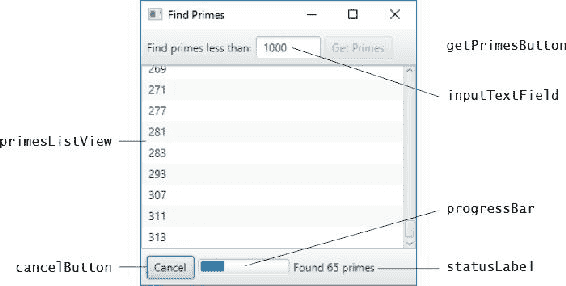 Find Primes
Find primes less than: 1000 Get Primes
getPrimesButton
269
271
inputTextField
277
281
primesListView
283
293
307
progressBar
311
313
cancelButton
Cancel
Found 65 primes
statusLabel